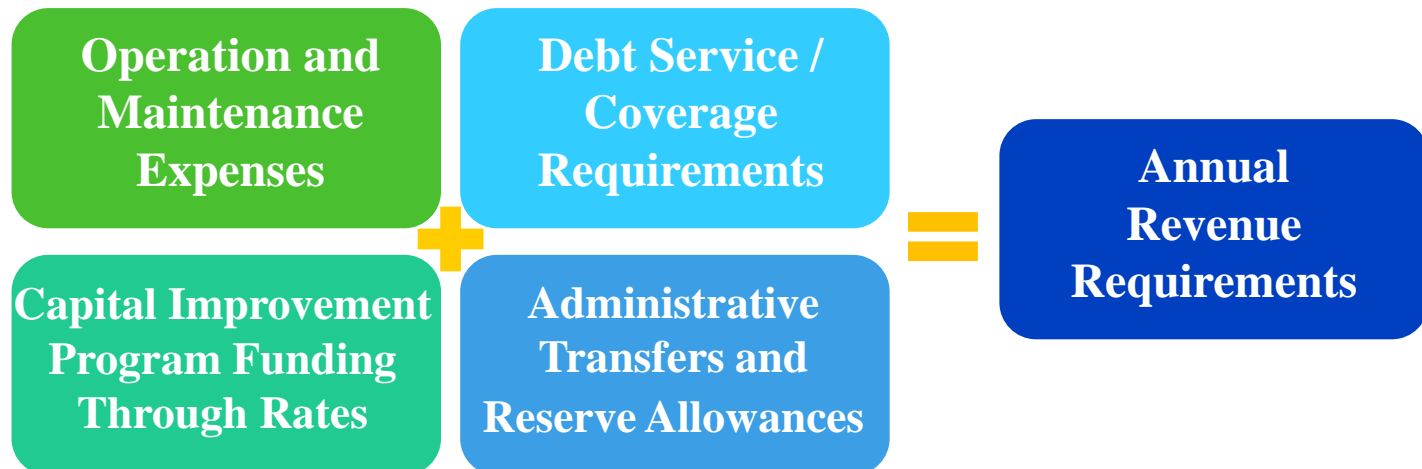 Operation and
Maintenance
Expenses
Debt Service /
Coverage
Requirements
Capital Improvement
Program Funding
Through Rates
Administrative
Transfers and
Reserve Allowances
Annual
Revenue
Requirements